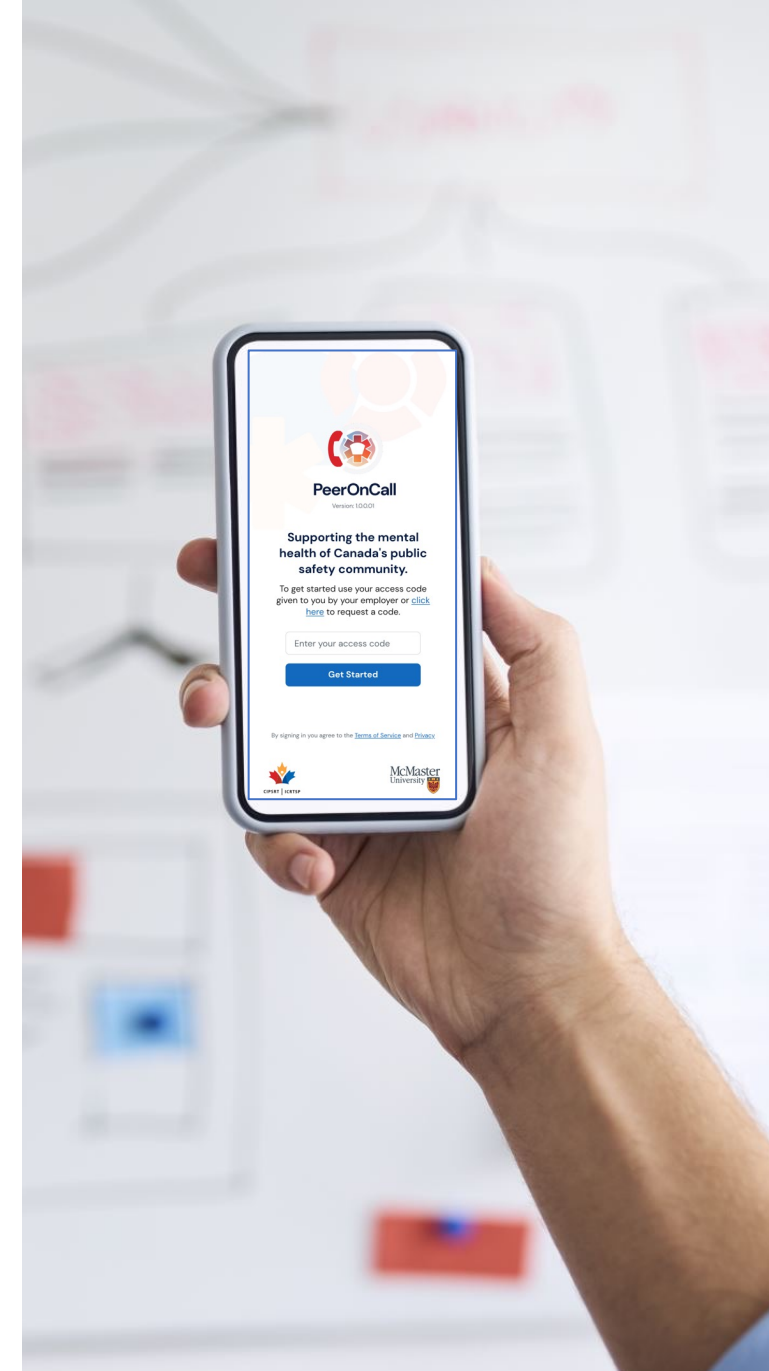 PeerOnCall
Version: 1.0.0.01
Supporting the mental
health of Canada's public
safety community.
To get started use your access code
given to you by your employer or click
here to request a code.
Enter your access code
Get Started
By signing in you agree to the Terms of Service and Privacy
CIPSRT | ICRTSP
McMaster
University